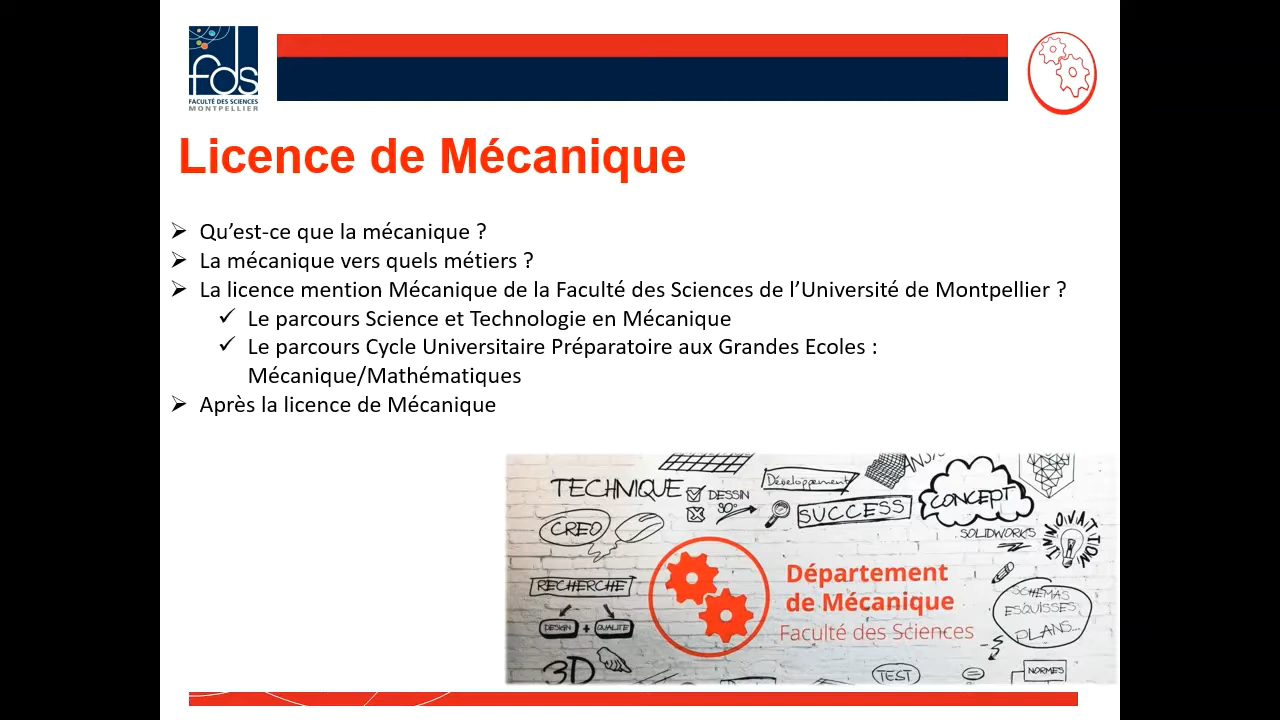 fds
FACULTÉ DES SCIENCES
MONTPELLIER
Licence de Mécanique
Qu’est-ce que la mécanique ?
La mécanique vers quels métiers ?
La licence mention Mécanique de la Faculté des Sciences de l’Université de Montpellier ?
Le parcours Science et Technologie en Mécanique
Le parcours Cycle Universitaire Préparatoire aux Grandes Ecoles :
Mécanique/Mathématiques
Après la licence de Mécanique
TECHNIQUE
DESSIN
90°
Développement
SUCCESS
CONCEPT
SOLIDWORKS
INNOVATION
CREO
RECHERCHE
DESIGN + QUALITE
3D
Département
de Mécanique
Faculté des Sciences
SCHEMAS
ESQUISSES
PLANS...
TEST
=
NORMES